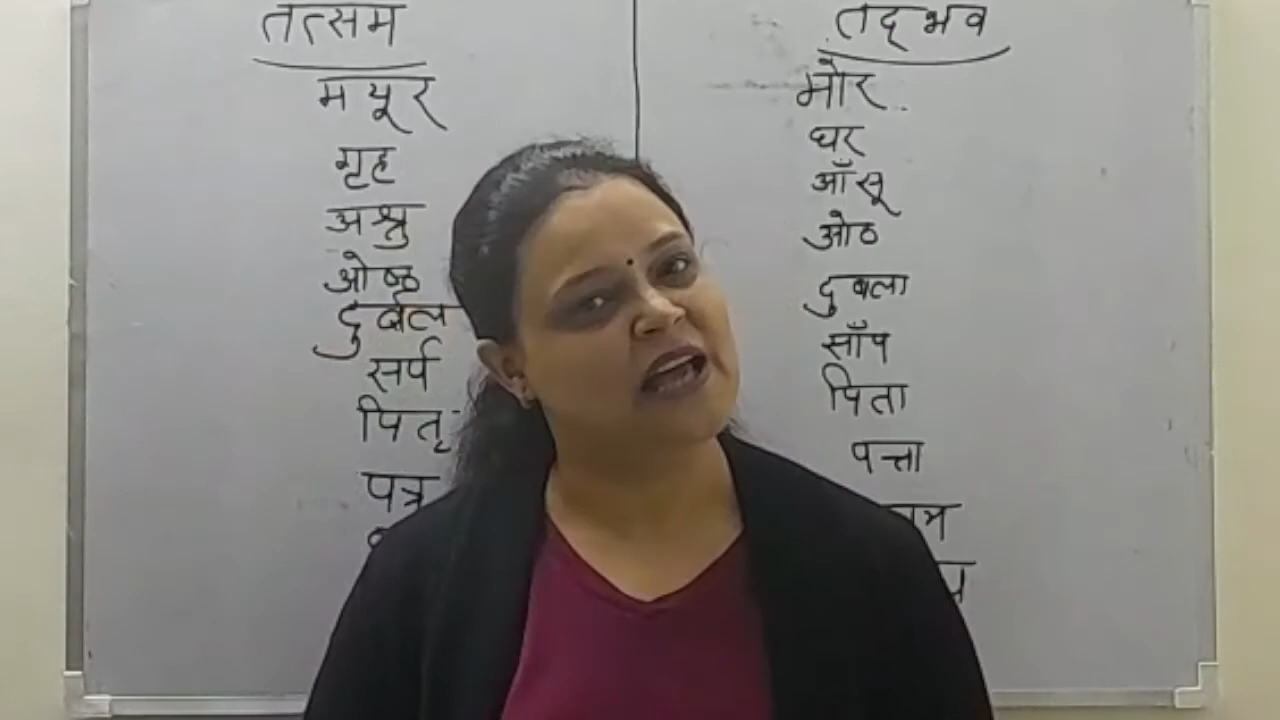 तत्सम
मयूर
गृह
अश्रु
ओष्ठ
दुर्बल
सर्प
पितृ
पत्र
तद्भव
मोर
घर
आँसू
ओठ
दुबला
साँप
पिता
पत्ता